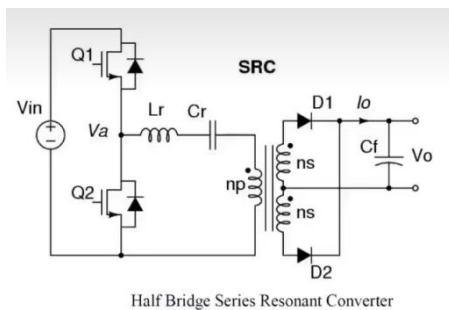 Q1
SRC
D1
Io
Vin
Va
Lr
Cr
Cf
Vo
Q2
np
ns
ns
D2
Half Bridge Series Resonant Converter